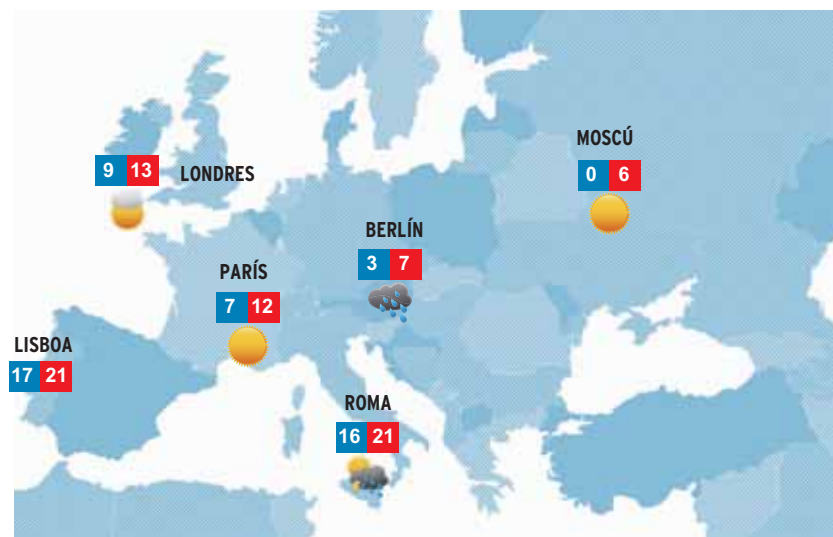 MOSCÚ
0 6
9 13
LONDRES
BERLÍN
3 7
PARÍS
7 12
LISBOA
17 21
ROMA
16 21